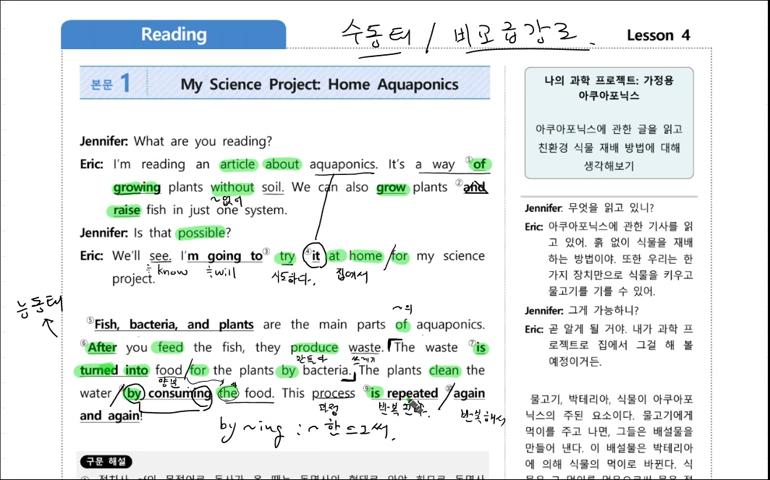 Reading
수동태 / 비교급강조.
Lesson 4
본문 1 My Science Project: Home Aquaponics
Jennifer: What are you reading?
Eric: I'm reading an article about aquaponics. It's a way ①of
growing plants without soil. We can also grow plants ②and
~없이
raise fish in just one system.
Jennifer: Is that possible?
Eric: We'll see. I'm going to ③try ④it at home / for my science
≒know ≒will 시도하다. 집에서
project.
능동태
~의
⑤Fish, bacteria, and plants are the main parts of aquaponics.
⑥After you feed the fish, they produce waste. The waste ⑦is
만들다 쓰레기
turned into food / for the plants by bacteria. The plants clean the
water / ⑧by consuming the food. This process ⑨is repeated / ⑩again
과정 반복된다. 반복해서
and again!
by ~ing : ~함으로써.
구문 해설
나의 과학 프로젝트: 가정용
아쿠아포닉스
아쿠아포닉스에 관한 글을 읽고
친환경 식물 재배 방법에 대해
생각해보기
Jennifer: 무엇을 읽고 있니?
Eric: 아쿠아포닉스에 관한 기사를 읽
고 있어. 흙 없이 식물을 재배
하는 방법이야. 또한 우리는 한
가지 장치만으로 식물을 키우고
물고기를 기를 수 있어.
Jennifer: 그게 가능하니?
Eric: 곧 알게 될 거야. 내가 과학 프
로젝트로 집에서 그걸 해 볼
예정이거든.
물고기, 박테리아, 식물이 아쿠아포
닉스의 주된 요소이다. 물고기에게
먹이를 주고 나면, 그들은 배설물을
만들어 낸다. 이 배설물은 박테리아
에 의해 식물의 먹이로 바뀐다. 식